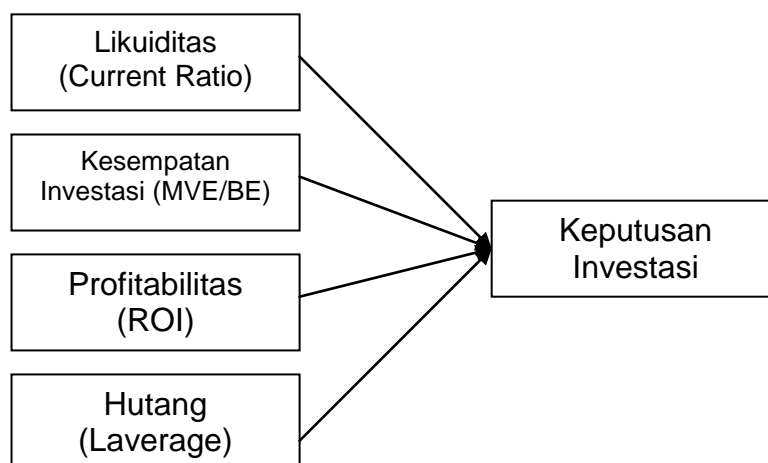 Likuiditas
(Current Ratio)
Kesempatan
Investasi (MVE/BE)
Profitabilitas
(ROI)
Hutang
(Laverage)
Keputusan
Investasi